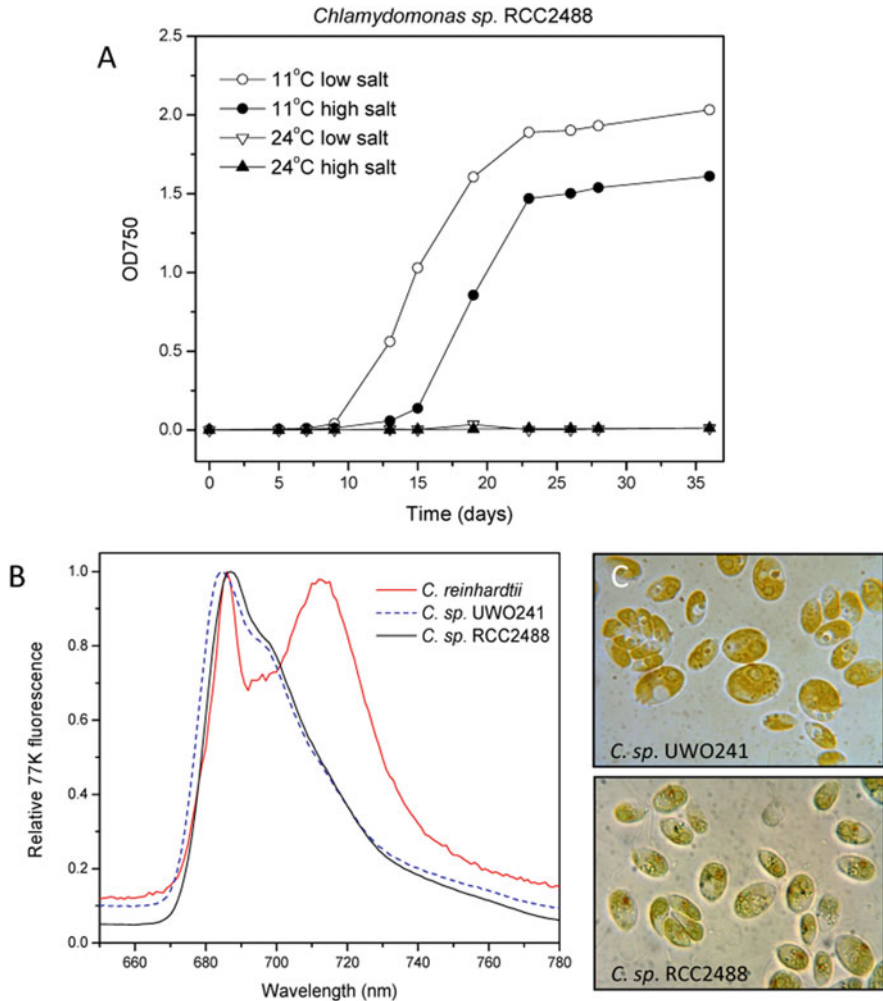 Chlamydomonas sp. RCC2488
A
11°C low salt
11°C high salt
24°C low salt
24°C high salt
OD750
2.5
2.0
1.5
1.0
0.5
0.0
0 5 10 15 20 25 30 35
Time (days)
B
C. reinhardtii
C. sp. UWO241
C. sp. RCC2488
Relative 77K fluorescence
1.0
0.8
0.6
0.4
0.2
0.0
660 680 700 720 740 760 780
Wavelength (nm)
C
C. sp. UWO241
C. sp. RCC2488